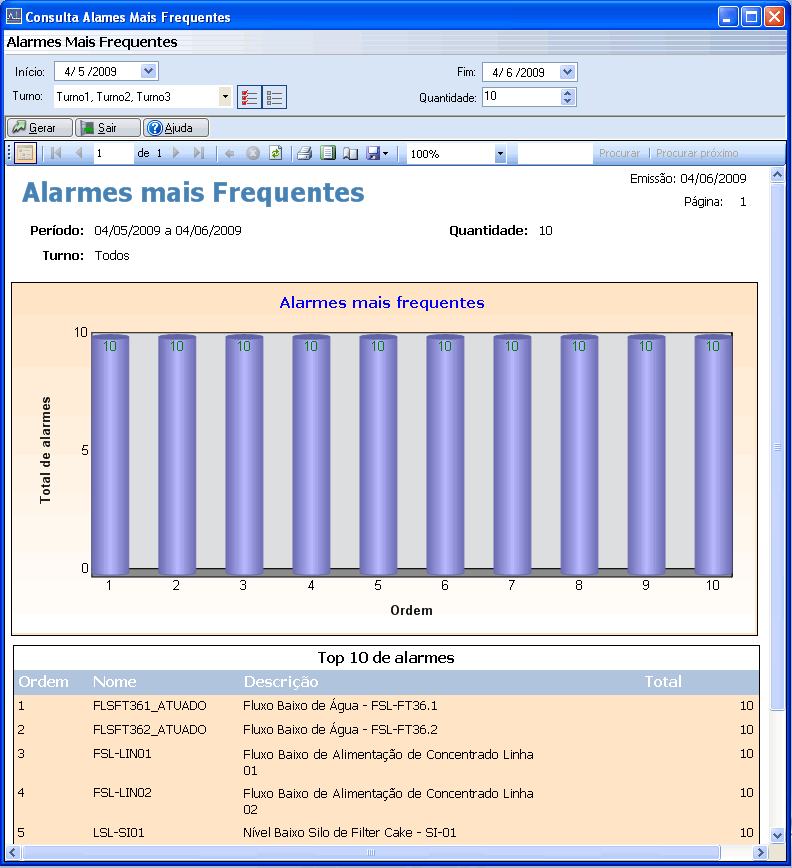 Consulta Alames Mais Frequentes
Alarmes Mais Frequentes
Início: 4/ 5 /2009 Fim: 4/ 6 /2009
Turno: Turno1, Turno2, Turno3 Quantidade: 10
Gerar Sair Ajuda
1 de 1 100% Procurar | Procurar próximo
Emissão: 04/06/2009
Alarmes mais Frequentes
Página: 1
Período: 04/05/2009 a 04/06/2009 Quantidade: 10
Turno: Todos
Alarmes mais frequentes
10
10 10 10 10 10 10 10 10 10 10
Total de alarmes
5
0
1 2 3 4 5 6 7 8 9 10
Ordem
Top 10 de alarmes
Ordem Nome Descrição Total
1 FLSFT361_ATUADO Fluxo Baixo de Água - FSL-FT36.1 10
2 FLSFT362_ATUADO Fluxo Baixo de Água - FSL-FT36.2 10
3 FSL-LIN01 Fluxo Baixo de Alimentação de Concentrado Linha 10
01
4 FSL-LIN02 Fluxo Baixo de Alimentação de Concentrado Linha 10
02
5 LSL-SI01 Nível Baixo Silo de Filter Cake - SI-01 10